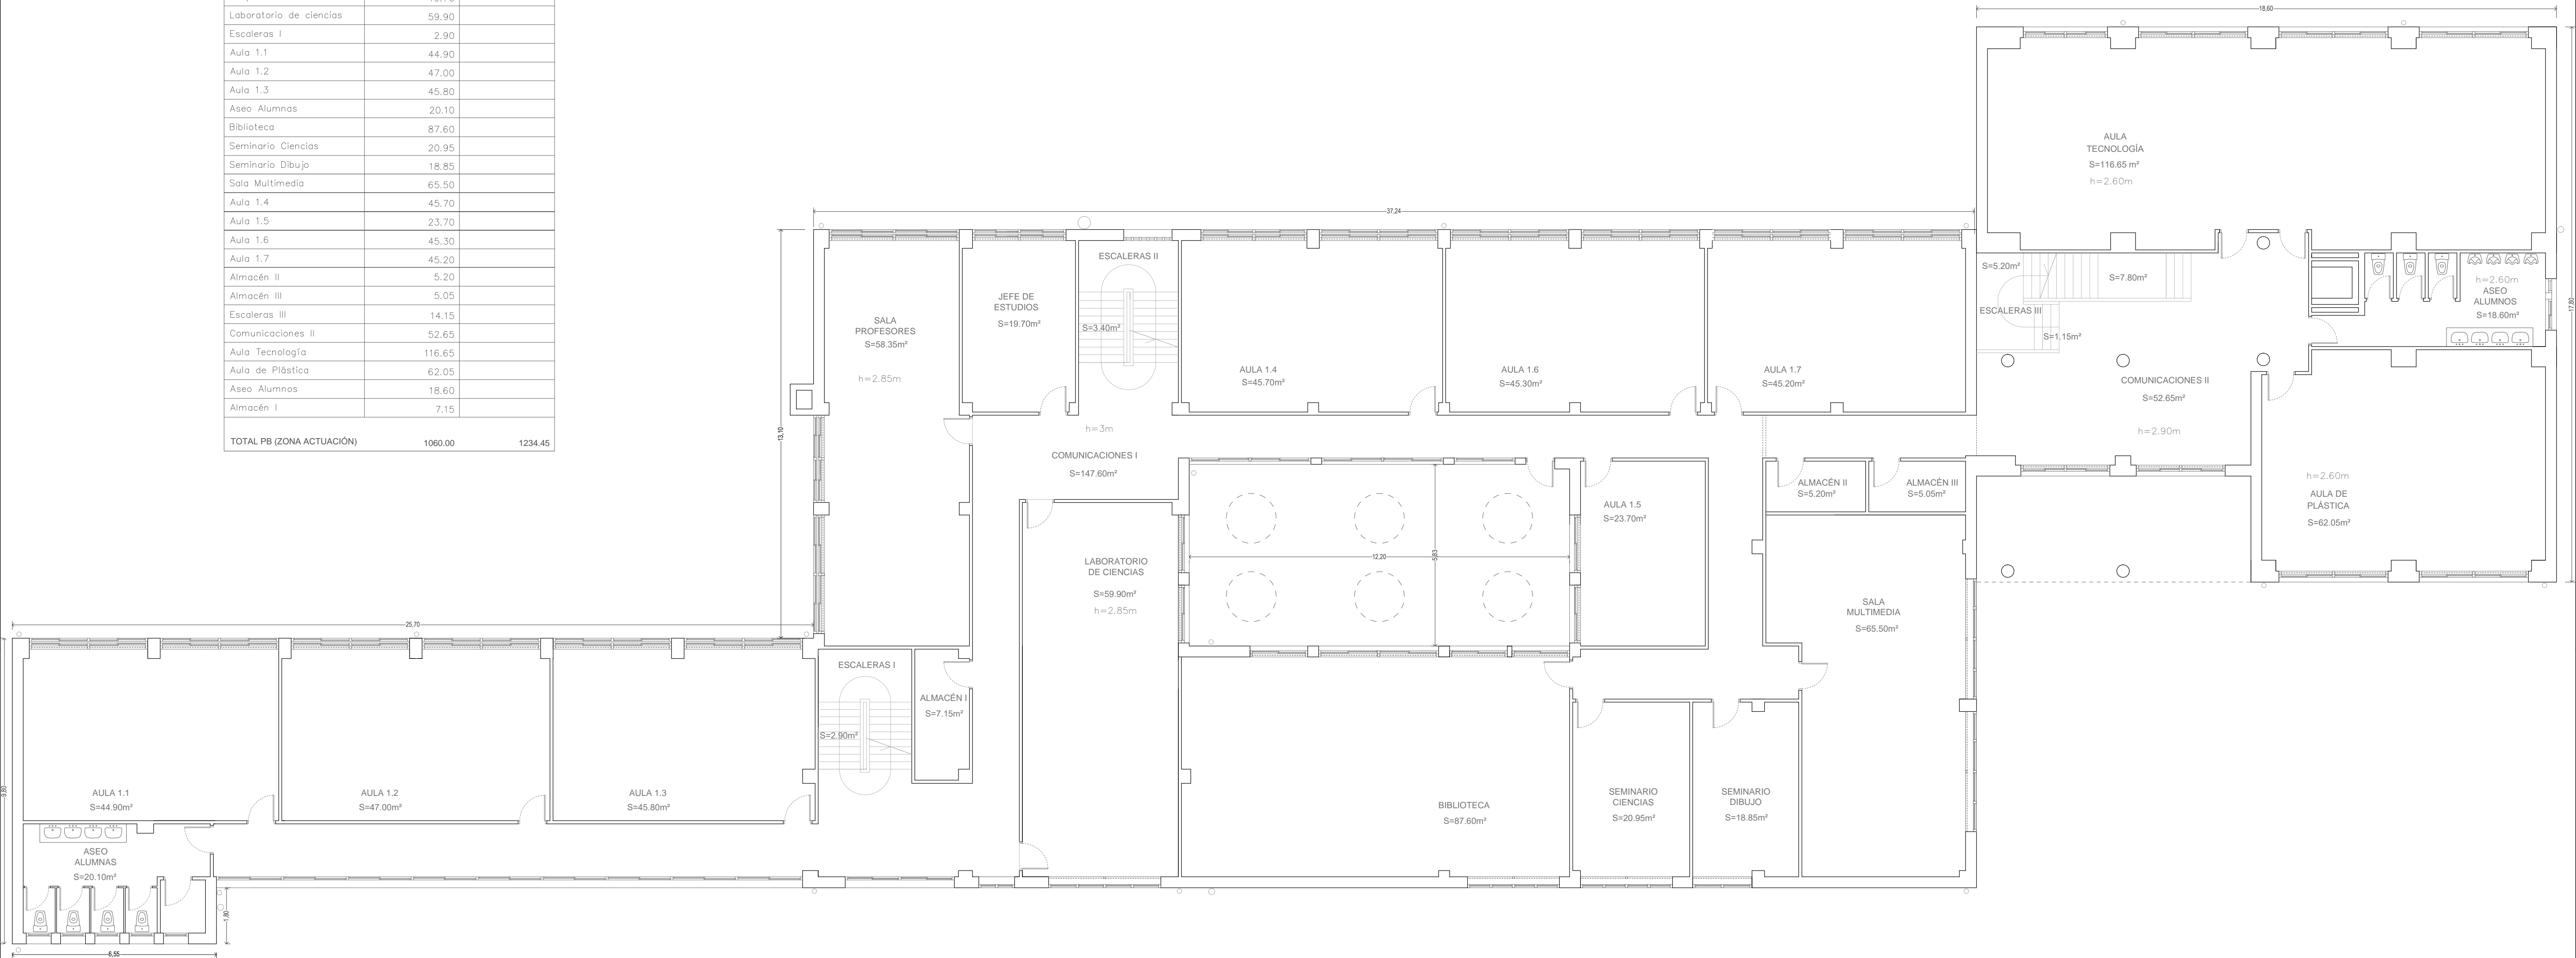 Laboratorio de ciencias 59.90
Escaleras I 2.90
Aula 1.1 44.90
Aula 1.2 47.00
Aula 1.3 45.80
Aseo Alumnas 20.10
Biblioteca 87.60
Seminario Ciencias 20.95
Seminario Dibujo 18.85
Sala Multimedia 65.50
Aula 1.4 45.70
Aula 1.5 23.70
Aula 1.6 45.30
Aula 1.7 45.20
Almacén II 5.20
Almacén III 5.05
Escaleras III 14.15
Comunicaciones II 52.65
Aula Tecnología 116.65
Aula de Plástica 62.05
Aseo Alumnos 18.60
Almacén I 7.15
TOTAL PB (ZONA ACTUACIÓN) 1060.00 1234.45
18,60
AULA
TECNOLOGÍA
S=116.65 m²
h=2.60m
37,24
ESCALERAS II
S=3.40m²
JEFE DE
ESTUDIOS
S=19.70m²
SALA
PROFESORES
S=58.35m²
h=2.85m
13,10
AULA 1.4
S=45.70m²
AULA 1.6
S=45.30m²
AULA 1.7
S=45.20m²
S=5.20m²
S=7.80m²
ESCALERAS III
S=1.15m²
h=2.60m
ASEO
ALUMNOS
S=18.60m²
17,80
COMUNICACIONES II
S=52.65m²
h=2.90m
h=3m
COMUNICACIONES I
S=147.60m²
h=2.60m
AULA DE
PLÁSTICA
S=62.05m²
ALMACÉN II
S=5.20m²
ALMACÉN III
S=5.05m²
AULA 1.5
S=23.70m²
12,20
5,83
LABORATORIO
DE CIENCIAS
S=59.90m²
h=2.85m
SALA
MULTIMEDIA
S=65.50m²
25,70
ESCALERAS I
S=2.90m²
ALMACÉN I
S=7.15m²
9,80
AULA 1.1
S=44.90m²
AULA 1.2
S=47.00m²
AULA 1.3
S=45.80m²
BIBLIOTECA
S=87.60m²
SEMINARIO
CIENCIAS
S=20.95m²
SEMINARIO
DIBUJO
S=18.85m²
ASEO
ALUMNAS
S=20.10m²
1,80
6,55